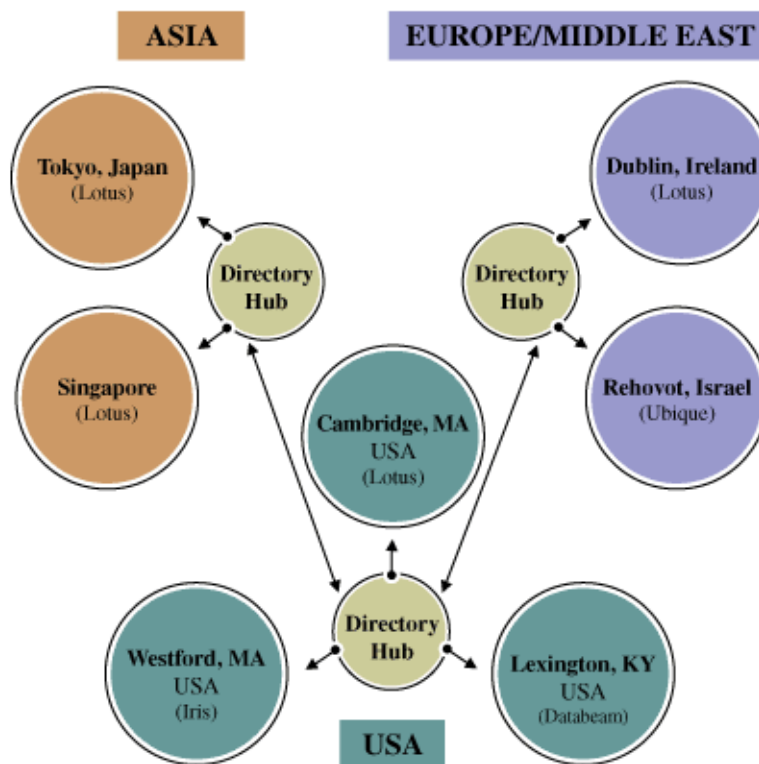 ASIA
EUROPE/MIDDLE EAST
Tokyo, Japan
(Lotus)
Directory
Hub
Singapore
(Lotus)
Dublin, Ireland
(Lotus)
Directory
Hub
Rehovot, Israel
(Ubique)
Cambridge, MA
USA
(Lotus)
Directory
Hub
Westford, MA
USA
(Iris)
Lexington, KY
USA
(Databeam)
USA